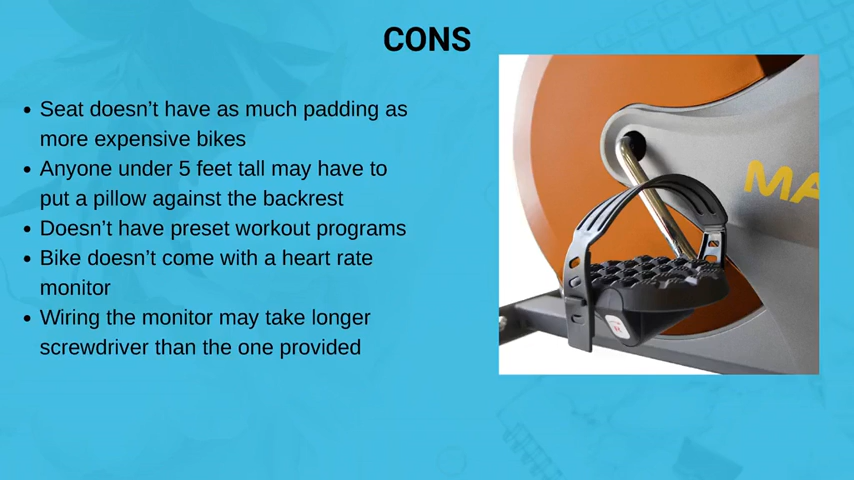 CONS
• Seat doesn't have as much padding as
more expensive bikes
• Anyone under 5 feet tall may have to
put a pillow against the backrest
• Doesn't have preset workout programs
• Bike doesn't come with a heart rate
monitor
• Wiring the monitor may take longer
screwdriver than the one provided
MA